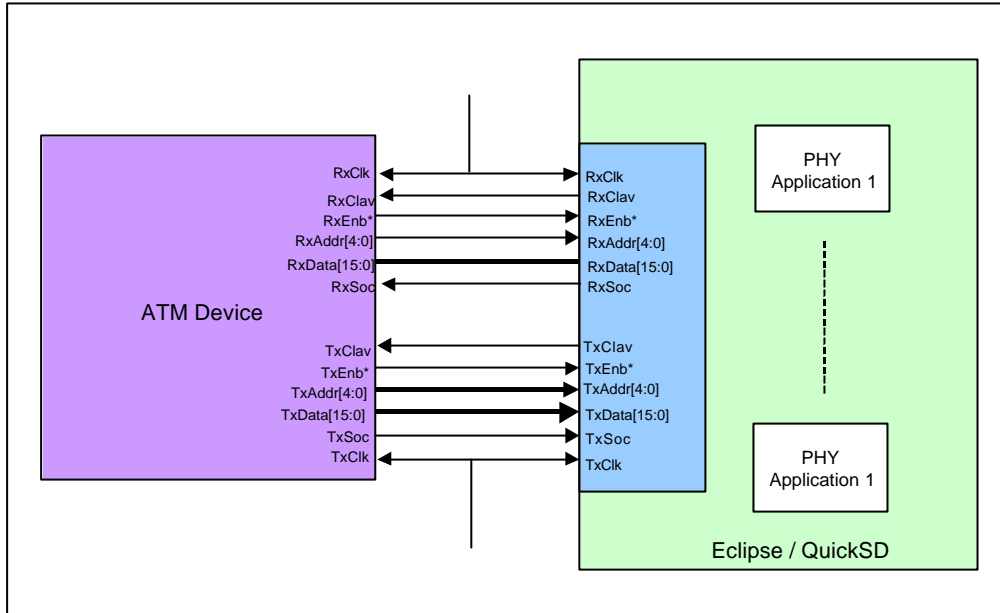 RxClk
RxClav
RxEnb*
RxAddr[4:0]
RxData[15:0]
RxSoc
ATM Device
TxClav
TxEnb*
TxAddr[4:0]
TxData[15:0]
TxSoc
TxClk
RxClk
RxClav
RxEnb*
RxAddr[4:0]
RxData[15:0]
RxSoc
TxClav
TxEnb*
TxAddr[4:0]
TxData[15:0]
TxSoc
TxClk
PHY
Application 1
PHY
Application 1
Eclipse / QuickSD